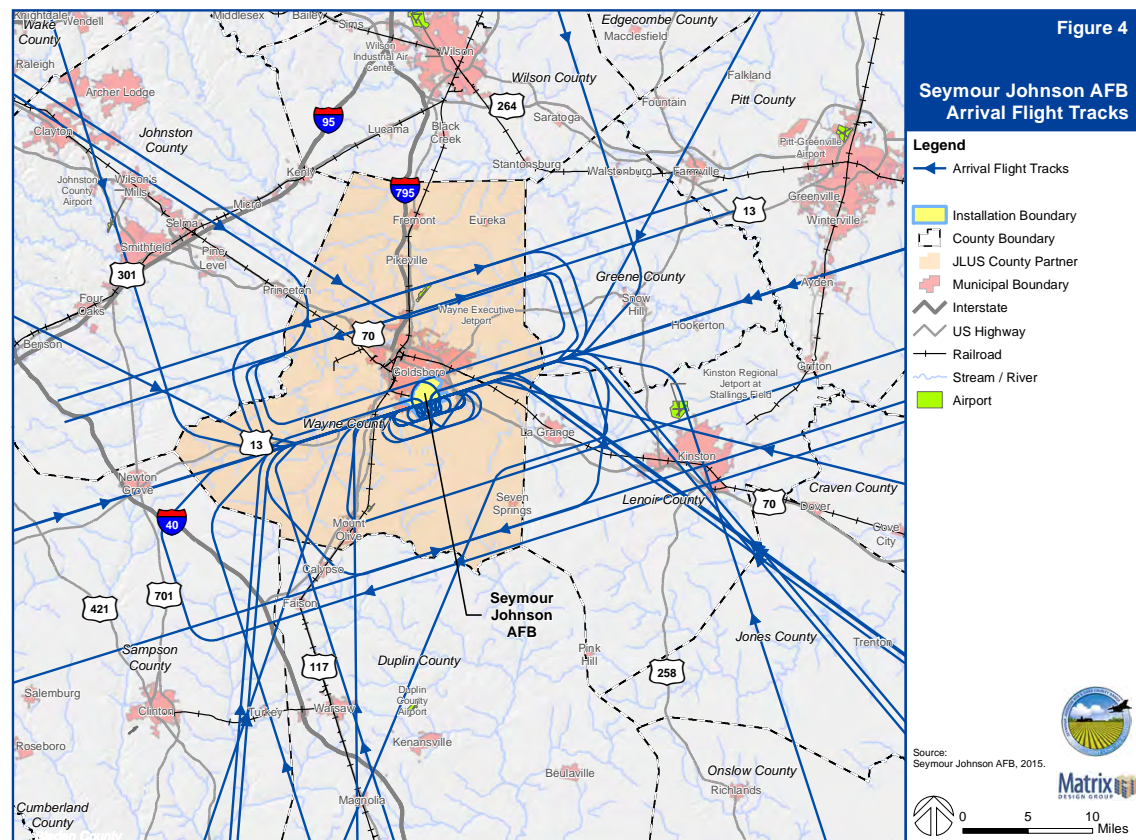 Figure 4
Seymour Johnson AFB
Arrival Flight Tracks
Legend
Arrival Flight Tracks
Installation Boundary
County Boundary
JLUS County Partner
Municipal Boundary
Interstate
US Highway
Railroad
Stream / River
Airport
Source:
Seymour Johnson AFB, 2015.
Matrix
DESIGN GROUP
0 5 10
Miles
Knightdale
Wendell
Wake
County
Raleigh
Archer Lodge
Clayton
Johnston
County
Middlesex
Bailey
Sims
Wilson
Industrial Air
Center
Wilson
Edgecombe County
Macclesfield
Wilson County
264
Falkland
Fountain
Pitt County
Saratoga
95
Lucama
Black
Creek
Stantonsburg
Walstonburg
Farmville
Pitt-Greenville
Airport
Greenville
Winterville
13
Kenly
795
Johnston
County
Airport
Wilson's
Mills
Micro
Selma
Smithfield
Pine
Level
Fremont
Eureka
Pikeville
301
Four
Oaks
Benson
Princeton
70
Wayne Executive
Jetport
Greene County
Snow
Hill
Hookerton
Ayden
Grifton
Goldsboro
Kinston Regional
Jetport at
Stallings Field
Wayne County
13
La Grange
Kinston
Newton
Grove
40
Seven
Springs
Lenoir County
Craven County
70
Dover
Cove
City
Mount
Olive
Calypso
Faison
421
701
Seymour
Johnson
AFB
Sampson
County
117
Duplin County
Pink
Hill
258
Jones County
Trenton
Salemburg
Clinton
Turkey
Warsaw
Duplin
County
Airport
Kenansville
Roseboro
Beulaville
Onslow County
Richlands
Magnolia
Cumberland
County
Bladen County